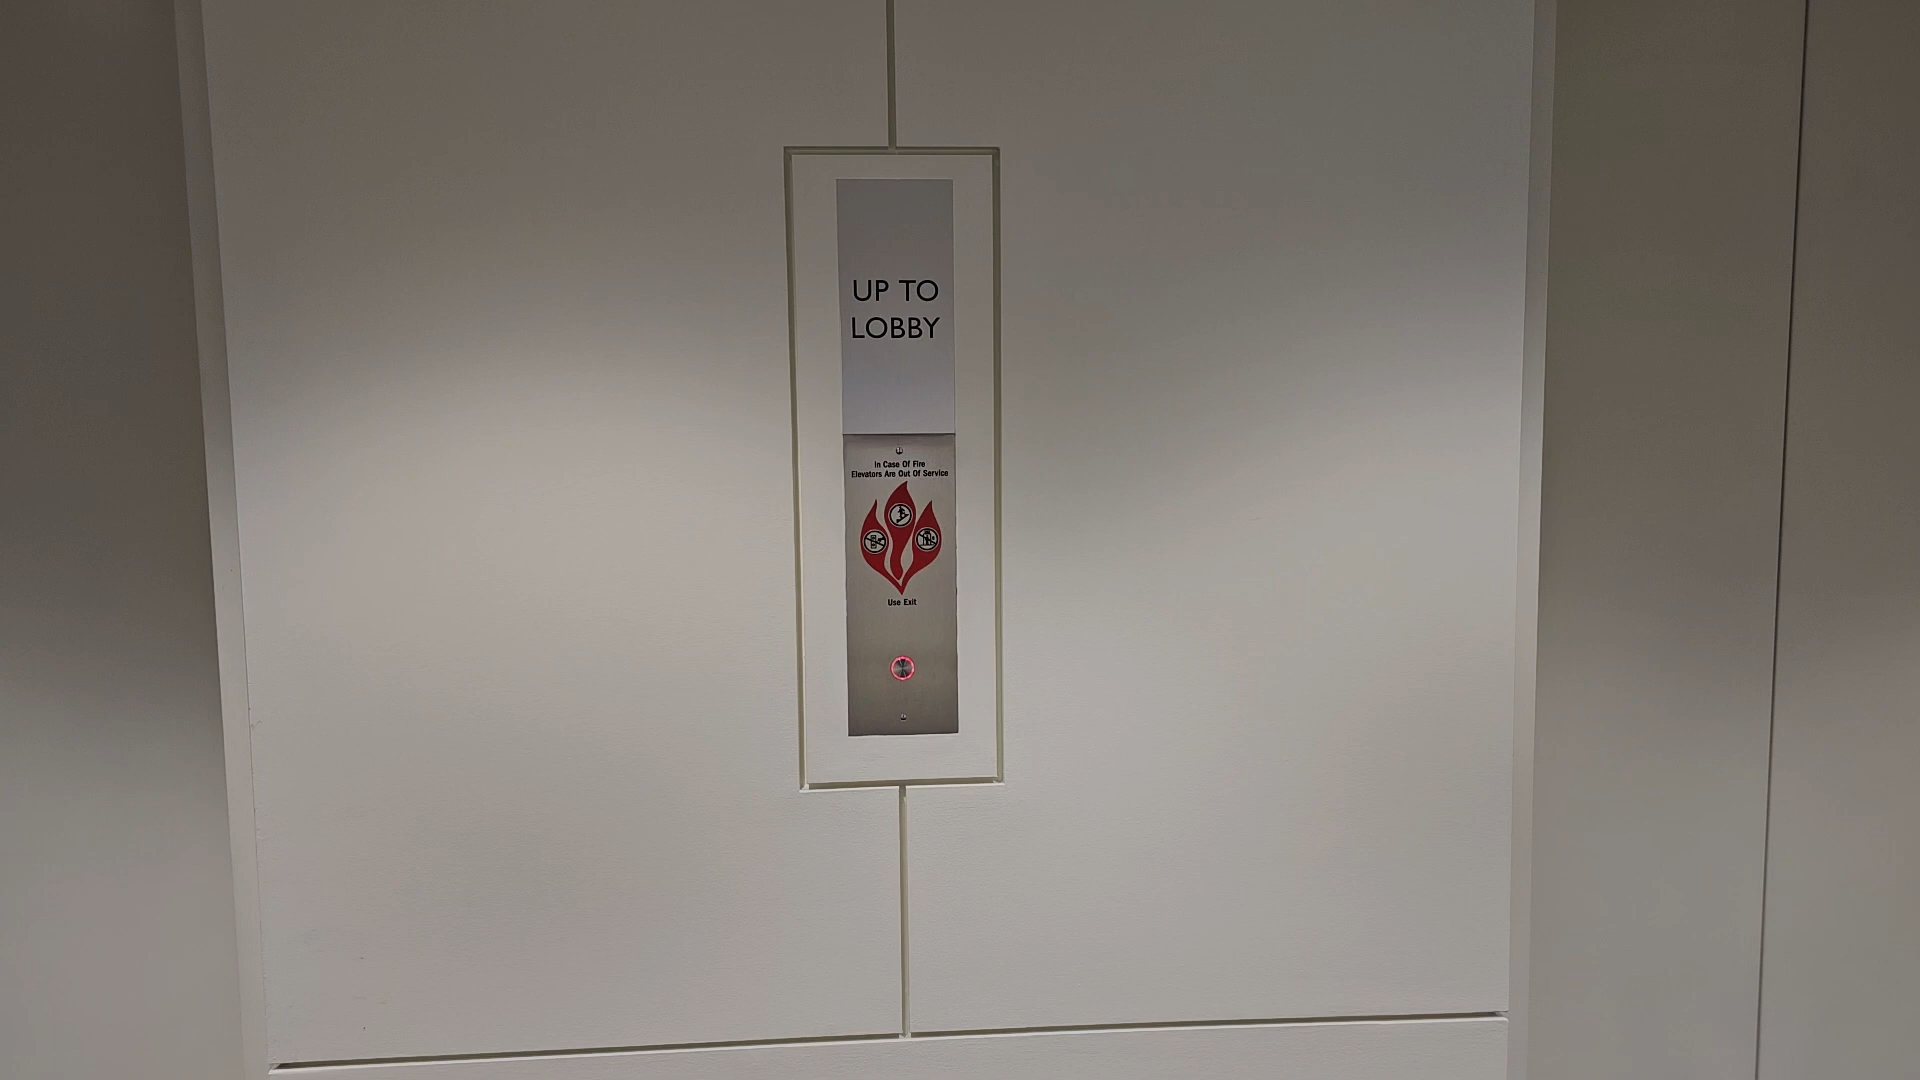 UP TO
LOBBY
In Case Of Fire
Elevators Are Out Of Service
Use Exit